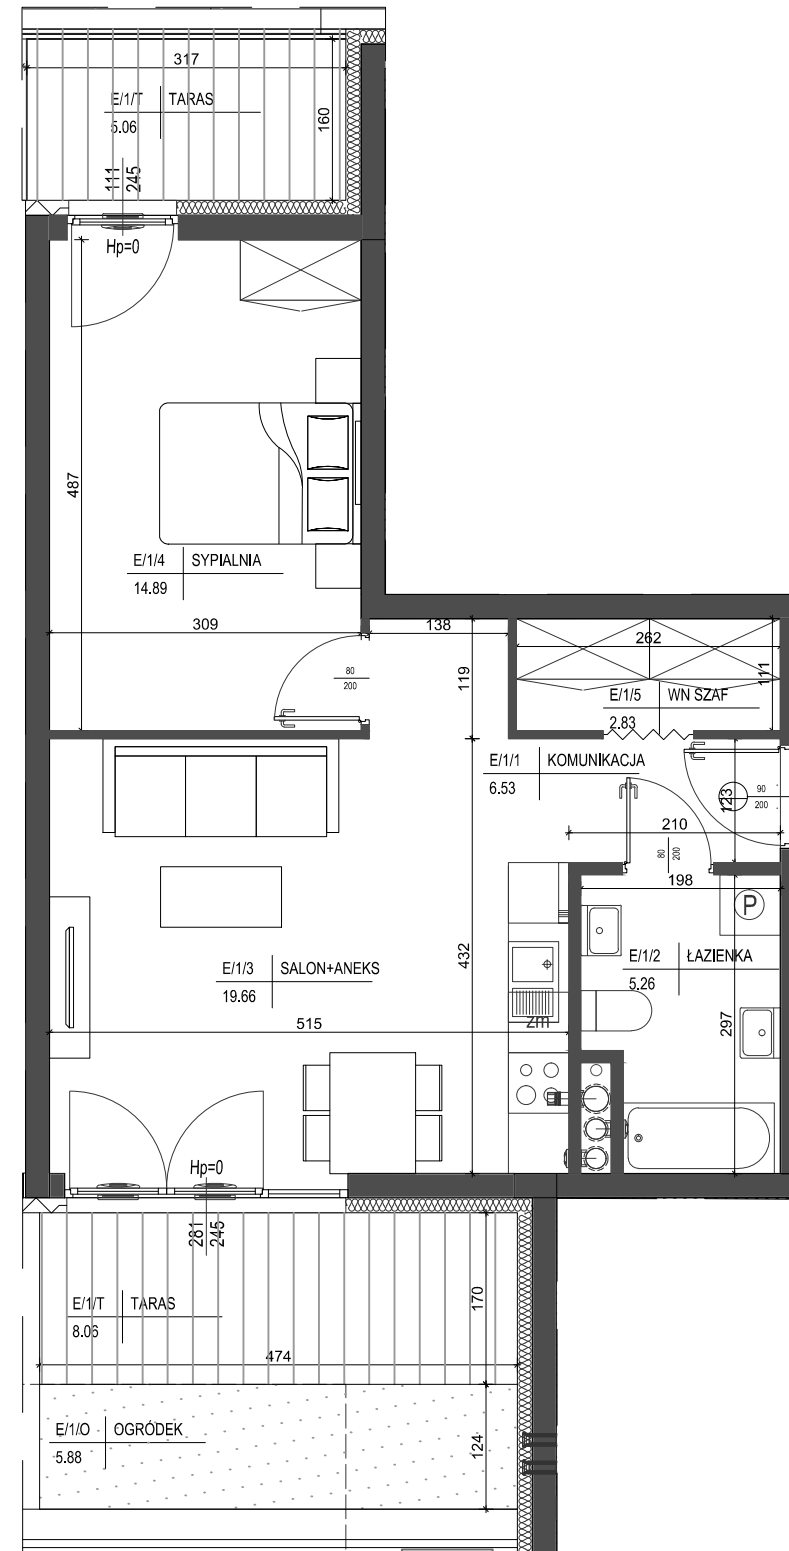 317
E/1/T TARAS
5.06
160
111
245
Hp=0
487
E/1/4 SYPIALNIA
14.89
309
138
80
200
119
262
111
E/1/5 WN SZAF
2.83
E/1/1 KOMUNIKACJA
6.53
123
90
200
210
80
200
198
P
E/1/2 ŁAZIENKA
5.26
297
432
E/1/3 SALON+ANEKS
19.66
515
zm
Hp=0
281
245
E/1/T TARAS
8.06
170
474
E/1/O OGRÓDEK
5.88
124